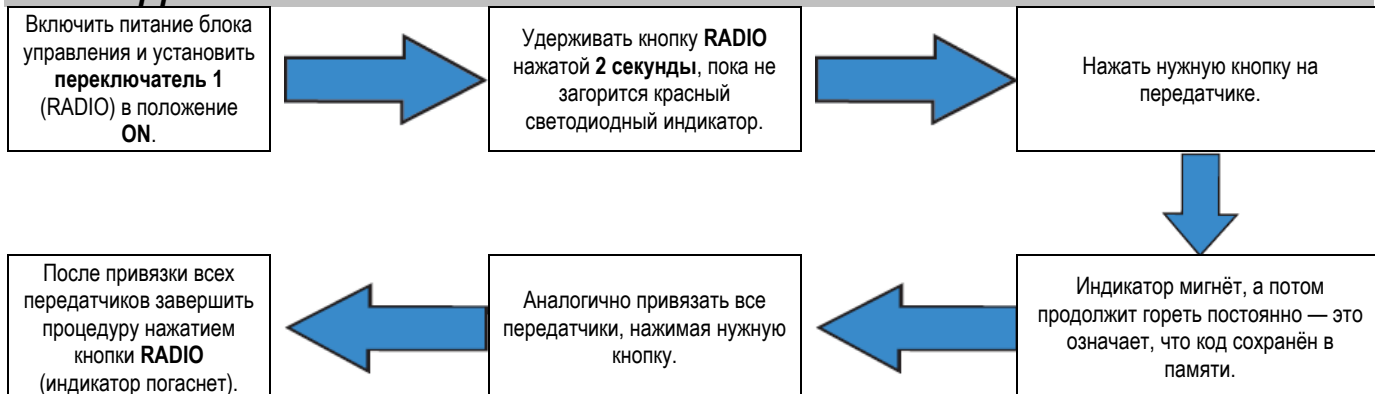 Включить питание блока
управления и установить
переключатель 1
(RADIO) в положение
ON.
Удерживать кнопку RADIO
нажатой 2 секунды, пока не
загорится красный
светодиодный индикатор.
Нажать нужную кнопку на
передатчике.
Индикатор мигнёт, а потом
продолжит гореть постоянно — это
означает, что код сохранён в
памяти.
Аналогично привязать все
передатчики, нажимая нужную
кнопку.
После привязки всех
передатчиков завершить
процедуру нажатием
кнопки RADIO
(индикатор погаснет).